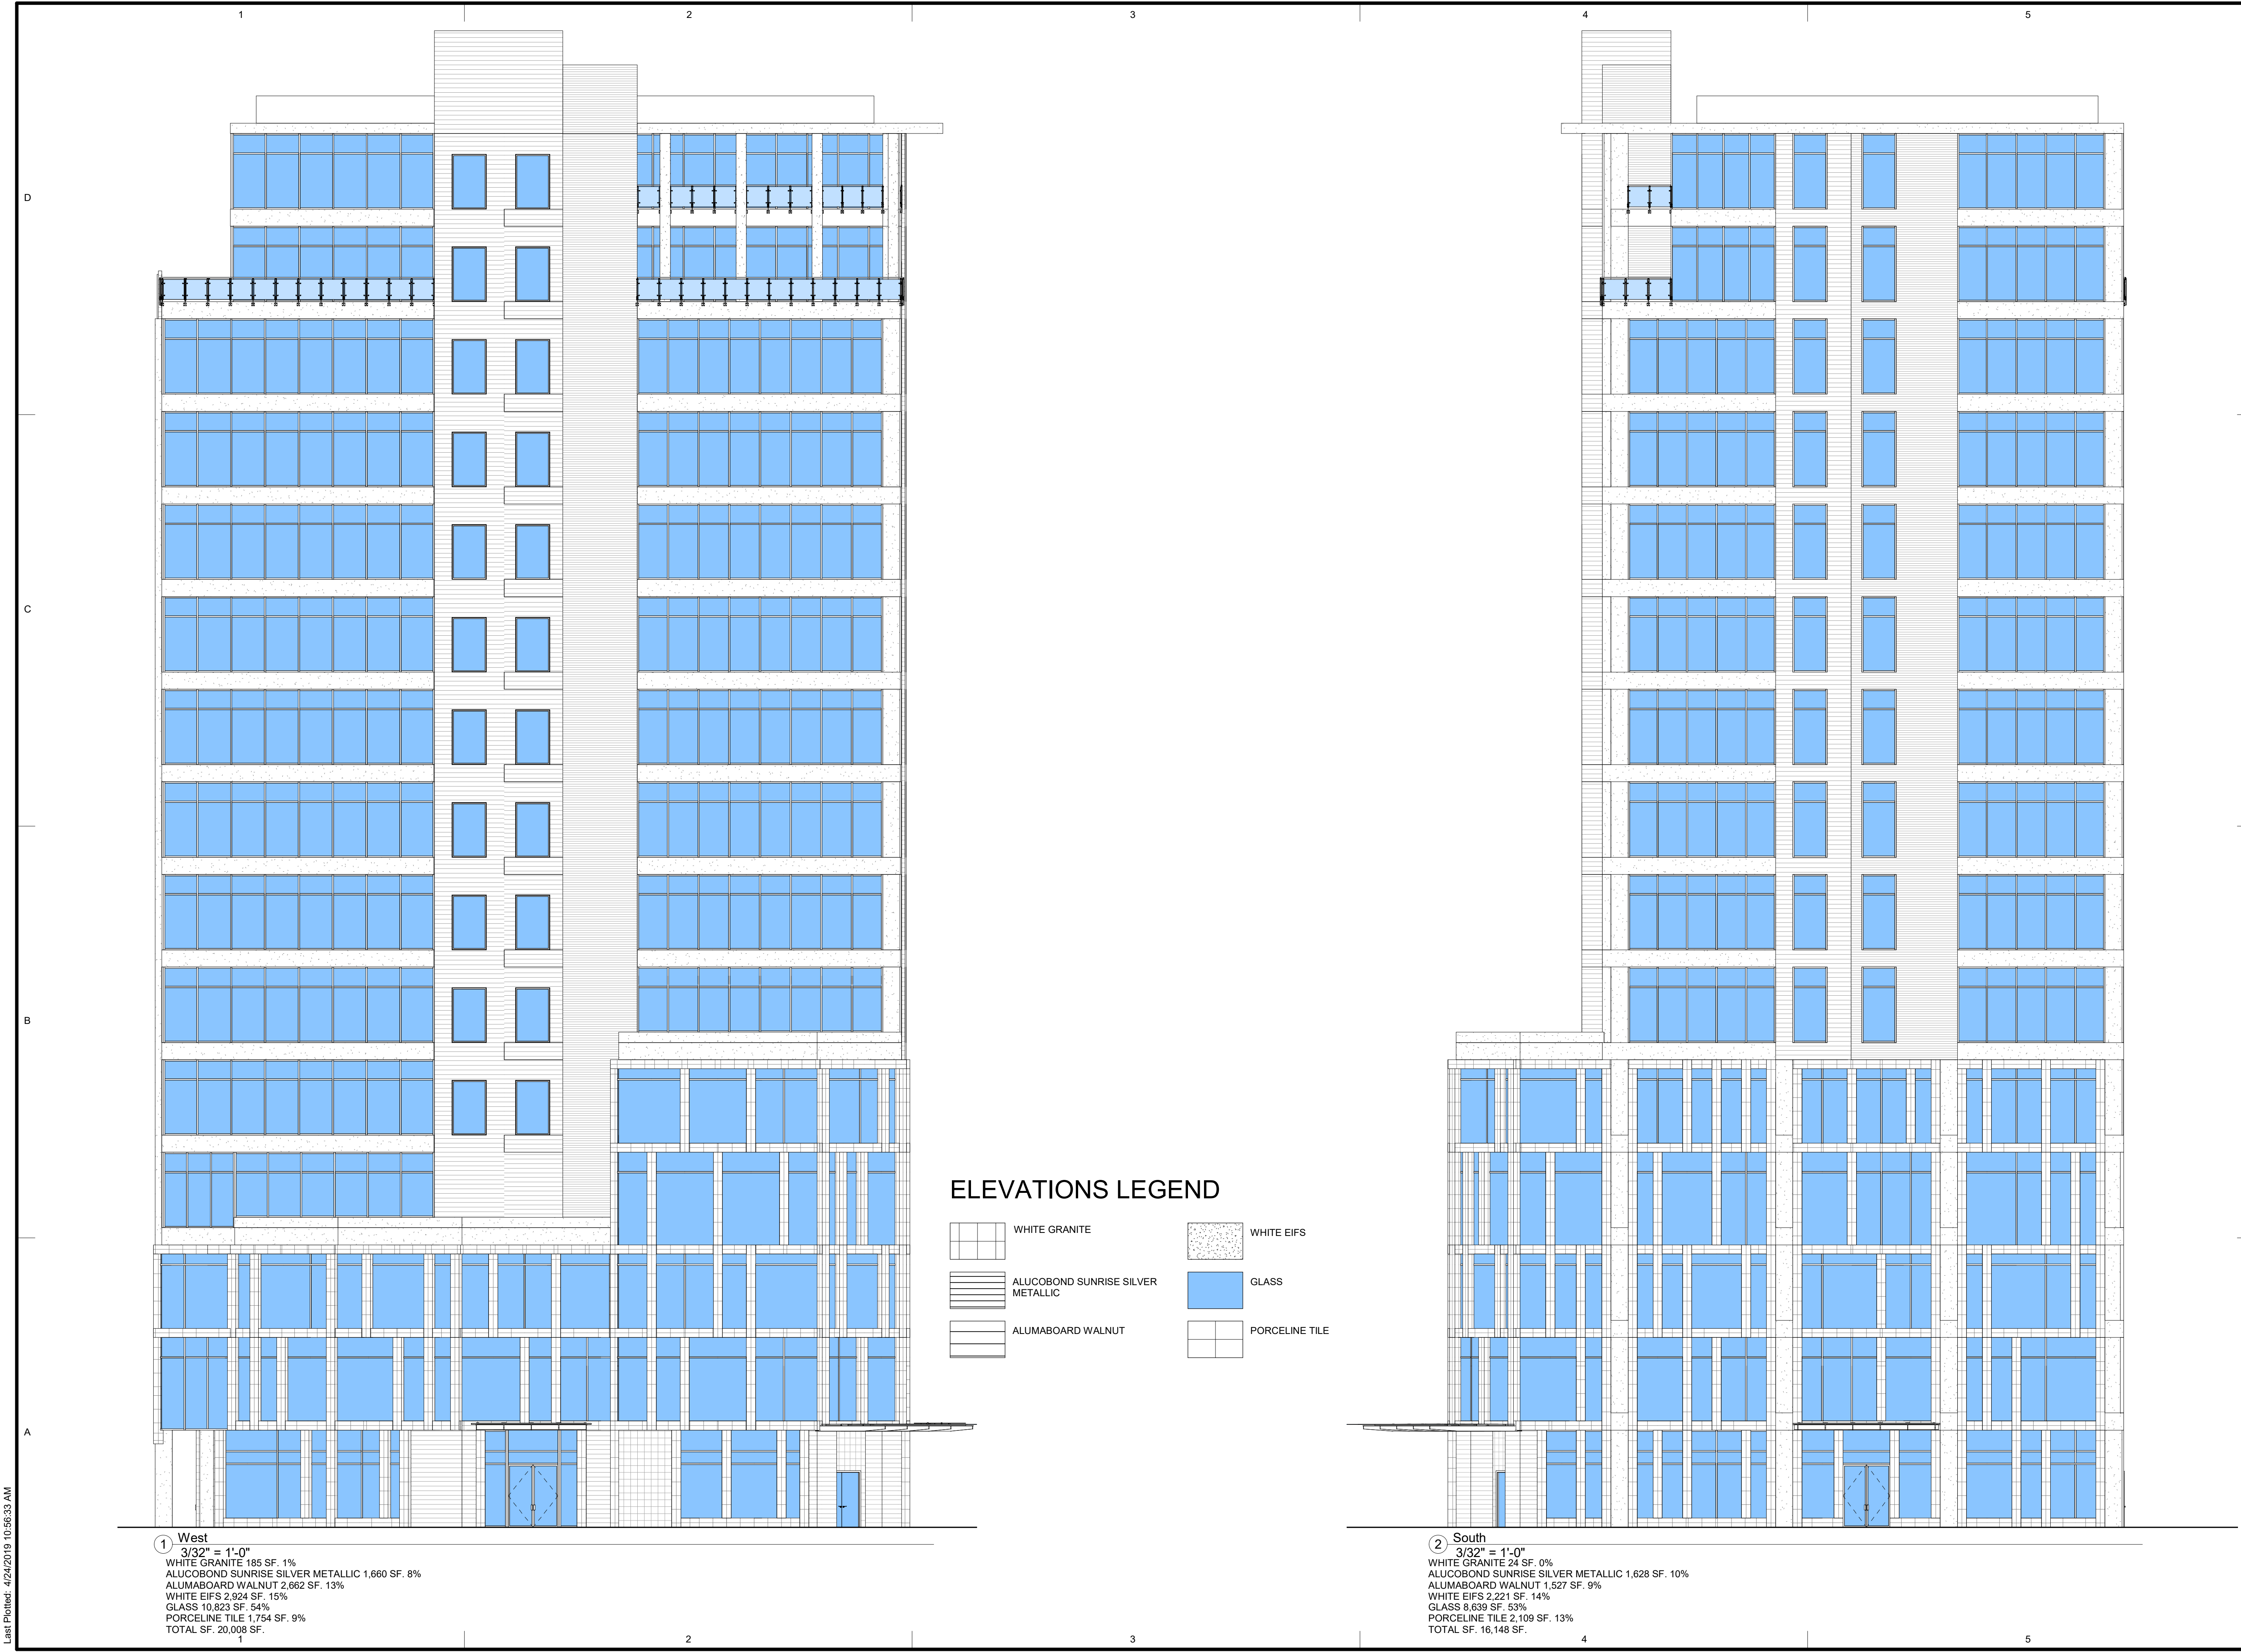 1 2 3 4 5
D
C
B
A
ELEVATIONS LEGEND
WHITE GRANITE
WHITE EIFS
ALUCOBOND SUNRISE SILVER
METALLIC
GLASS
ALUMABOARD WALNUT
PORCELINE TILE
1 West
3/32" = 1'-0"
WHITE GRANITE 185 SF. 1%
ALUCOBOND SUNRISE SILVER METALLIC 1,660 SF. 8%
ALUMABOARD WALNUT 2,662 SF. 13%
WHITE EIFS 2,924 SF. 15%
GLASS 10,823 SF. 54%
PORCELINE TILE 1,754 SF. 9%
TOTAL SF. 20,008 SF.
2 South
3/32" = 1'-0"
WHITE GRANITE 24 SF. 0%
ALUCOBOND SUNRISE SILVER METALLIC 1,628 SF. 10%
ALUMABOARD WALNUT 1,527 SF. 9%
WHITE EIFS 2,221 SF. 14%
GLASS 8,639 SF. 53%
PORCELINE TILE 2,109 SF. 13%
TOTAL SF. 16,148 SF.
1 2 3 4 5
Last Plotted: 4/24/2019 10:56:33 AM